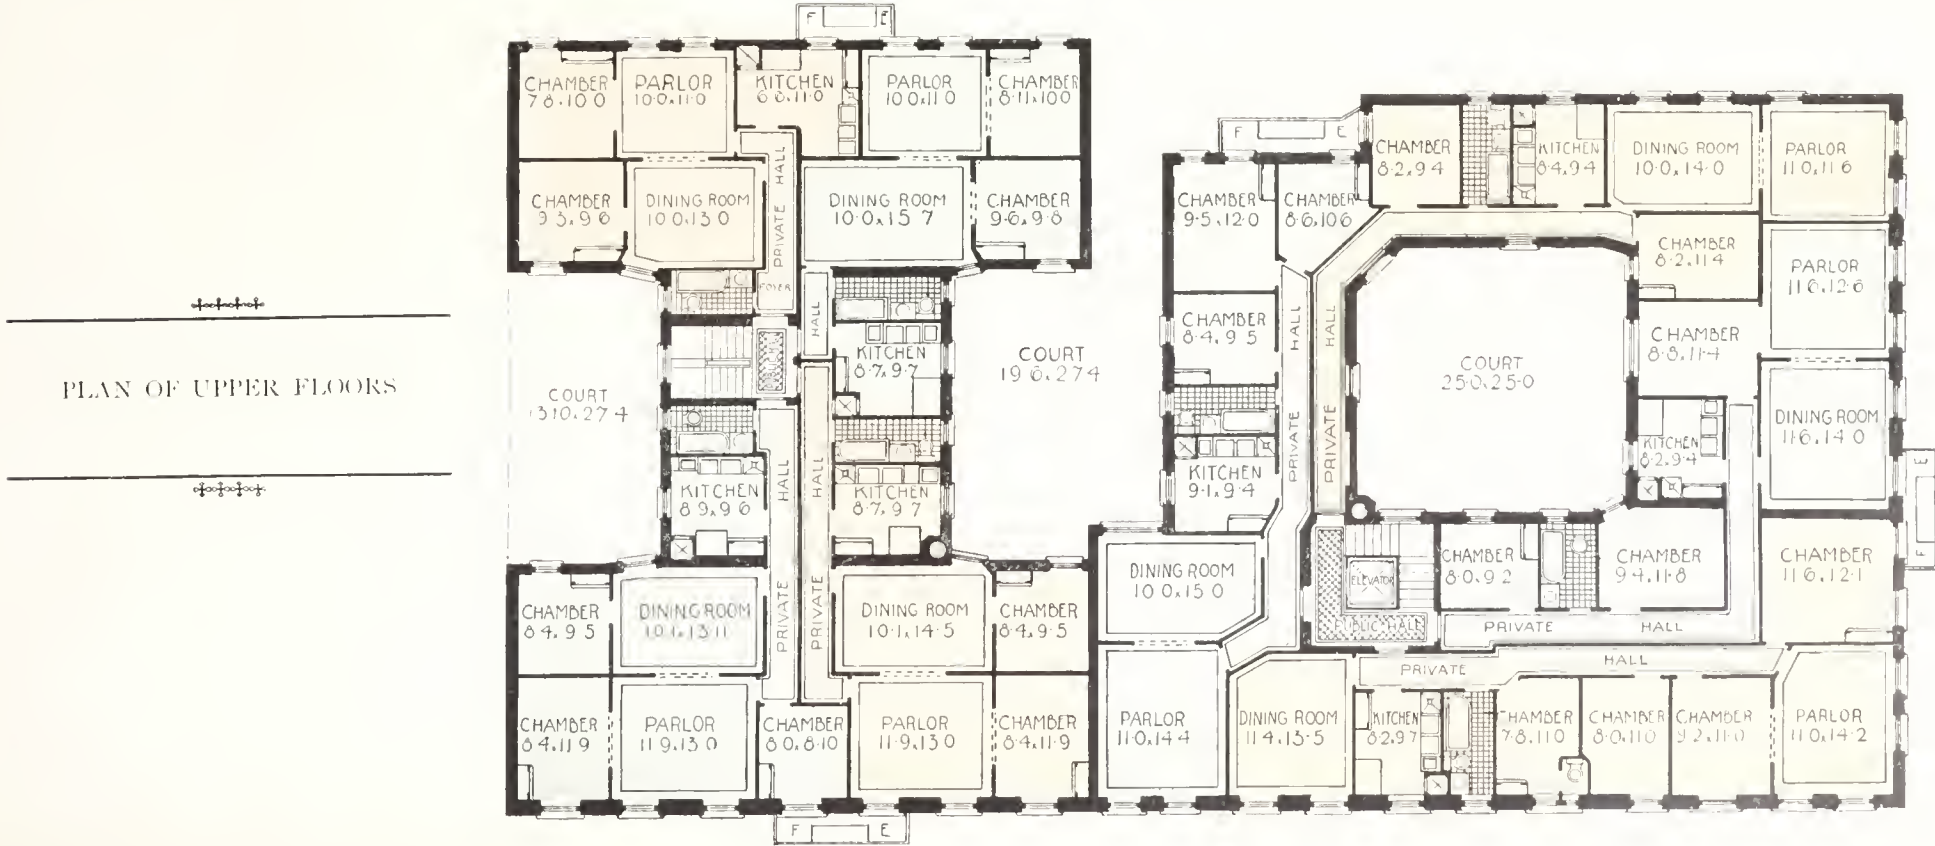 PLAN OF UPPER FLOORS
F E
CHAMBER
7·8·10·0
PARLOR
10·0×11·0
KITCHEN
6·0·11·0
PARLOR
10·0×11·0
CHAMBER
8·11×10·0
CHAMBER
9·3×9·6
DINING ROOM
10·0×13·0
PRIVATE HALL
FOYER
DINING ROOM
10·0×15·7
CHAMBER
9·6×9·8
HALL
KITCHEN
8·7×9·7
COURT
19·6×27·4
COURT
31·0×27·4
PUBLIC HALL
KITCHEN
8·9×9·6
PRIVATE HALL
PRIVATE HALL
KITCHEN
8·7×9·7
CHAMBER
8·4×9·5
DINING ROOM
10·1×13·11
DINING ROOM
10·1×14·5
CHAMBER
8·4×9·5
CHAMBER
8·4×11·9
PARLOR
11·9×13·0
CHAMBER
8·0×8·10
PARLOR
11·9×13·0
CHAMBER
8·4×11·9
F E
F E
CHAMBER
9·5×12·0
CHAMBER
8·6×10·6
CHAMBER
8·2×9·4
KITCHEN
8·4×9·4
DINING ROOM
10·0×14·0
PARLOR
11·0×11·6
CHAMBER
8·2×11·4
PARLOR
11·6×12·6
CHAMBER
8·4×9·5
PRIVATE HALL
PRIVATE HALL
COURT
25·0×25·0
CHAMBER
8·8×11·4
DINING ROOM
11·6×14·0
KITCHEN
8·2×9·4
KITCHEN
9·1×9·4
E
F
DINING ROOM
10·0×15·0
ELEVATOR
PUBLIC HALL
CHAMBER
8·0×9·2
CHAMBER
9·4×11·8
CHAMBER
11·6×12·1
PRIVATE HALL
PRIVATE HALL
PARLOR
11·0×14·4
DINING ROOM
11·4×13·5
KITCHEN
8·2×9·7
CHAMBER
7·8×11·0
CHAMBER
8·0×11·0
CHAMBER
9·2×11·0
PARLOR
11·0×14·2